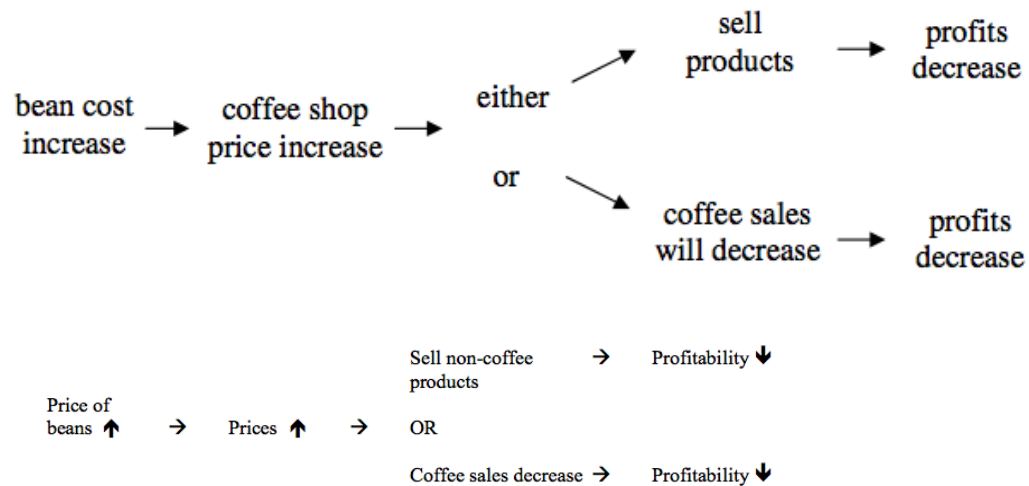 sell
products
profits
decrease
bean cost
increase
coffee shop
price increase
either
or
coffee sales
will decrease
profits
decrease
Sell non-coffee
products
→
Profitability ↓
Price of
beans ↑
→
Prices ↑
→
OR
Coffee sales decrease →
Profitability ↓